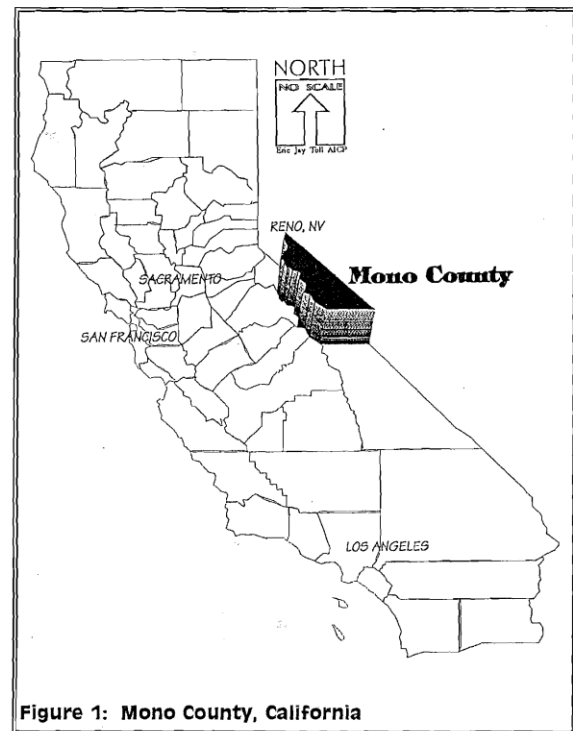 NORTH
NO SCALE
Eric Jay Toll AICP
RENO, NV
Mono County
SACRAMENTO
SAN FRANCISCO
LOS ANGELES
Figure 1: Mono County, California